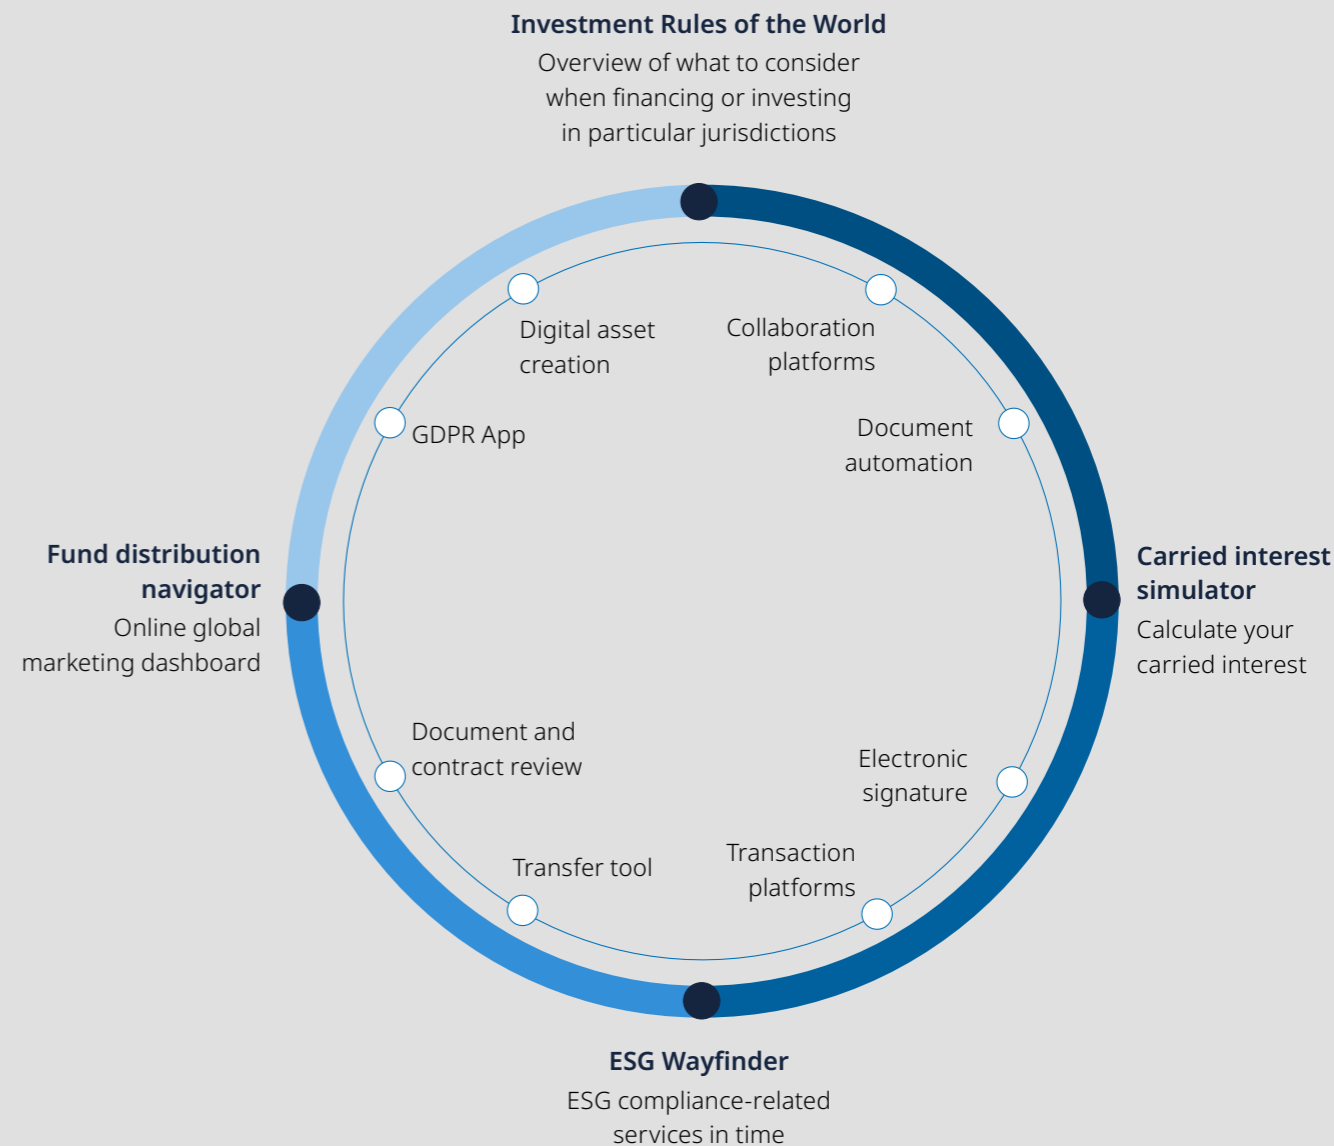 Investment Rules of the World
Overview of what to consider
when financing or investing
in particular jurisdictions
Digital asset
creation
Collaboration
platforms
GDPR App
Document
automation
Fund distribution
navigator
Online global
marketing dashboard
Carried interest
simulator
Calculate your
carried interest
Document and
contract review
Electronic
signature
Transfer tool
Transaction
platforms
ESG Wayfinder
ESG compliance-related
services in time